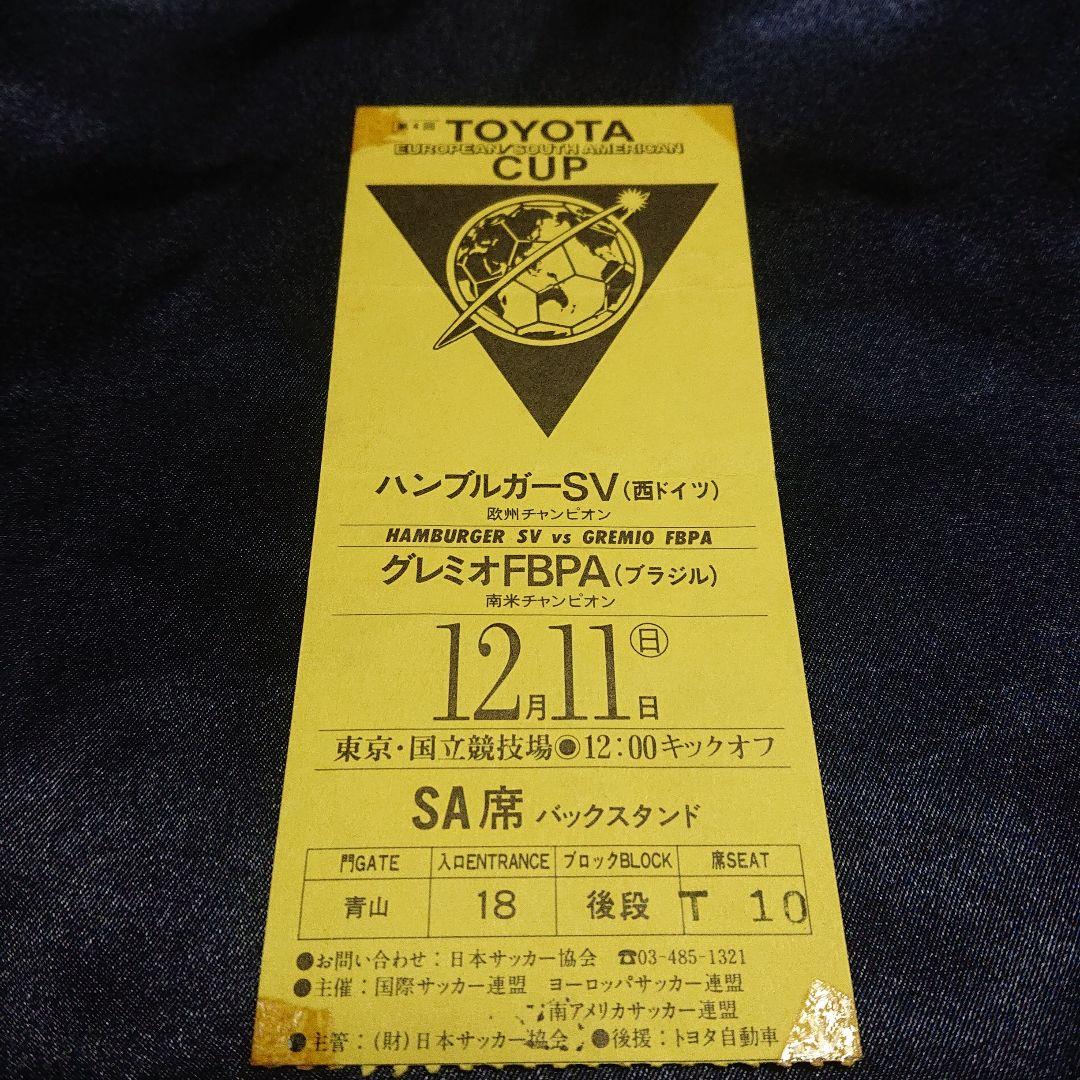 第4回 TOYOTA
EUROPEAN/SOUTH AMERICAN
CUP
ハンブルガーSV(西ドイツ)
欧州チャンピオン
HAMBURGER SV vs GREMIO FBPA
グレミオFBPA(ブラジル)
南米チャンピオン
12月11日㊐
東京・国立競技場◉12:00キックオフ
SA席 バックスタンド
門GATE 入口ENTRANCE ブロックBLOCK 席SEAT
青山 18 後段 T 10
●お問い合わせ:日本サッカー協会 ☎03-485-1321
●主催:国際サッカー連盟 ヨーロッパサッカー連盟
南アメリカサッカー連盟
●主管:(財)日本サッカー協会 ●後援:トヨタ自動車